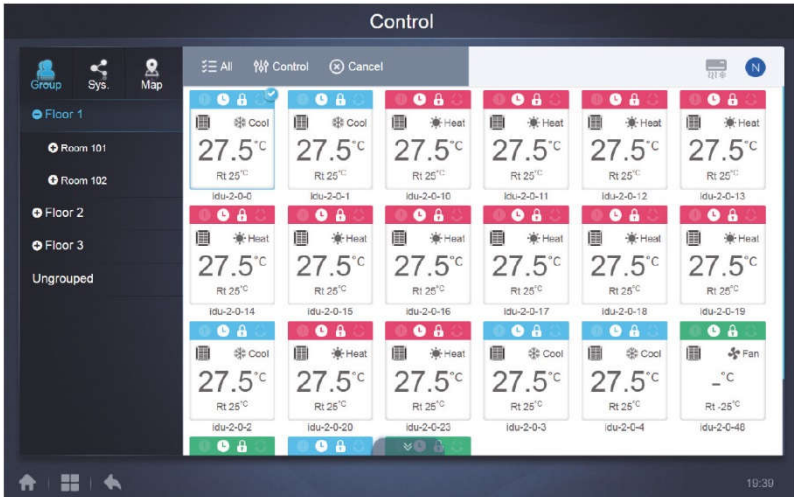 Control
Group Sys. Map
All Control Cancel N
Floor 1
Room 101
Room 102
Floor 2
Floor 3
Ungrouped
Cool Cool Heat Heat Heat Heat
27.5°C 27.5°C 27.5°C 27.5°C 27.5°C 27.5°C
Rt 25°C Rt 25°C Rt 25°C Rt 25°C Rt 25°C Rt 25°C
idu-2-0-0 idu-2-0-1 idu-2-0-10 idu-2-0-11 idu-2-0-12 idu-2-0-13
Heat Heat Heat Heat Heat Heat
27.5°C 27.5°C 27.5°C 27.5°C 27.5°C 27.5°C
Rt 25°C Rt 25°C Rt 25°C Rt 25°C Rt 25°C Rt 25°C
idu-2-0-14 idu-2-0-15 idu-2-0-16 idu-2-0-17 idu-2-0-18 idu-2-0-19
Cool Heat Heat Cool Cool Fan
27.5°C 27.5°C 27.5°C 27.5°C 27.5°C –°C
Rt 25°C Rt 25°C Rt 25°C Rt 25°C Rt 25°C Rt -25°C
idu-2-0-2 idu-2-0-20 idu-2-0-23 idu-2-0-3 idu-2-0-4 idu-2-0-48
19:39